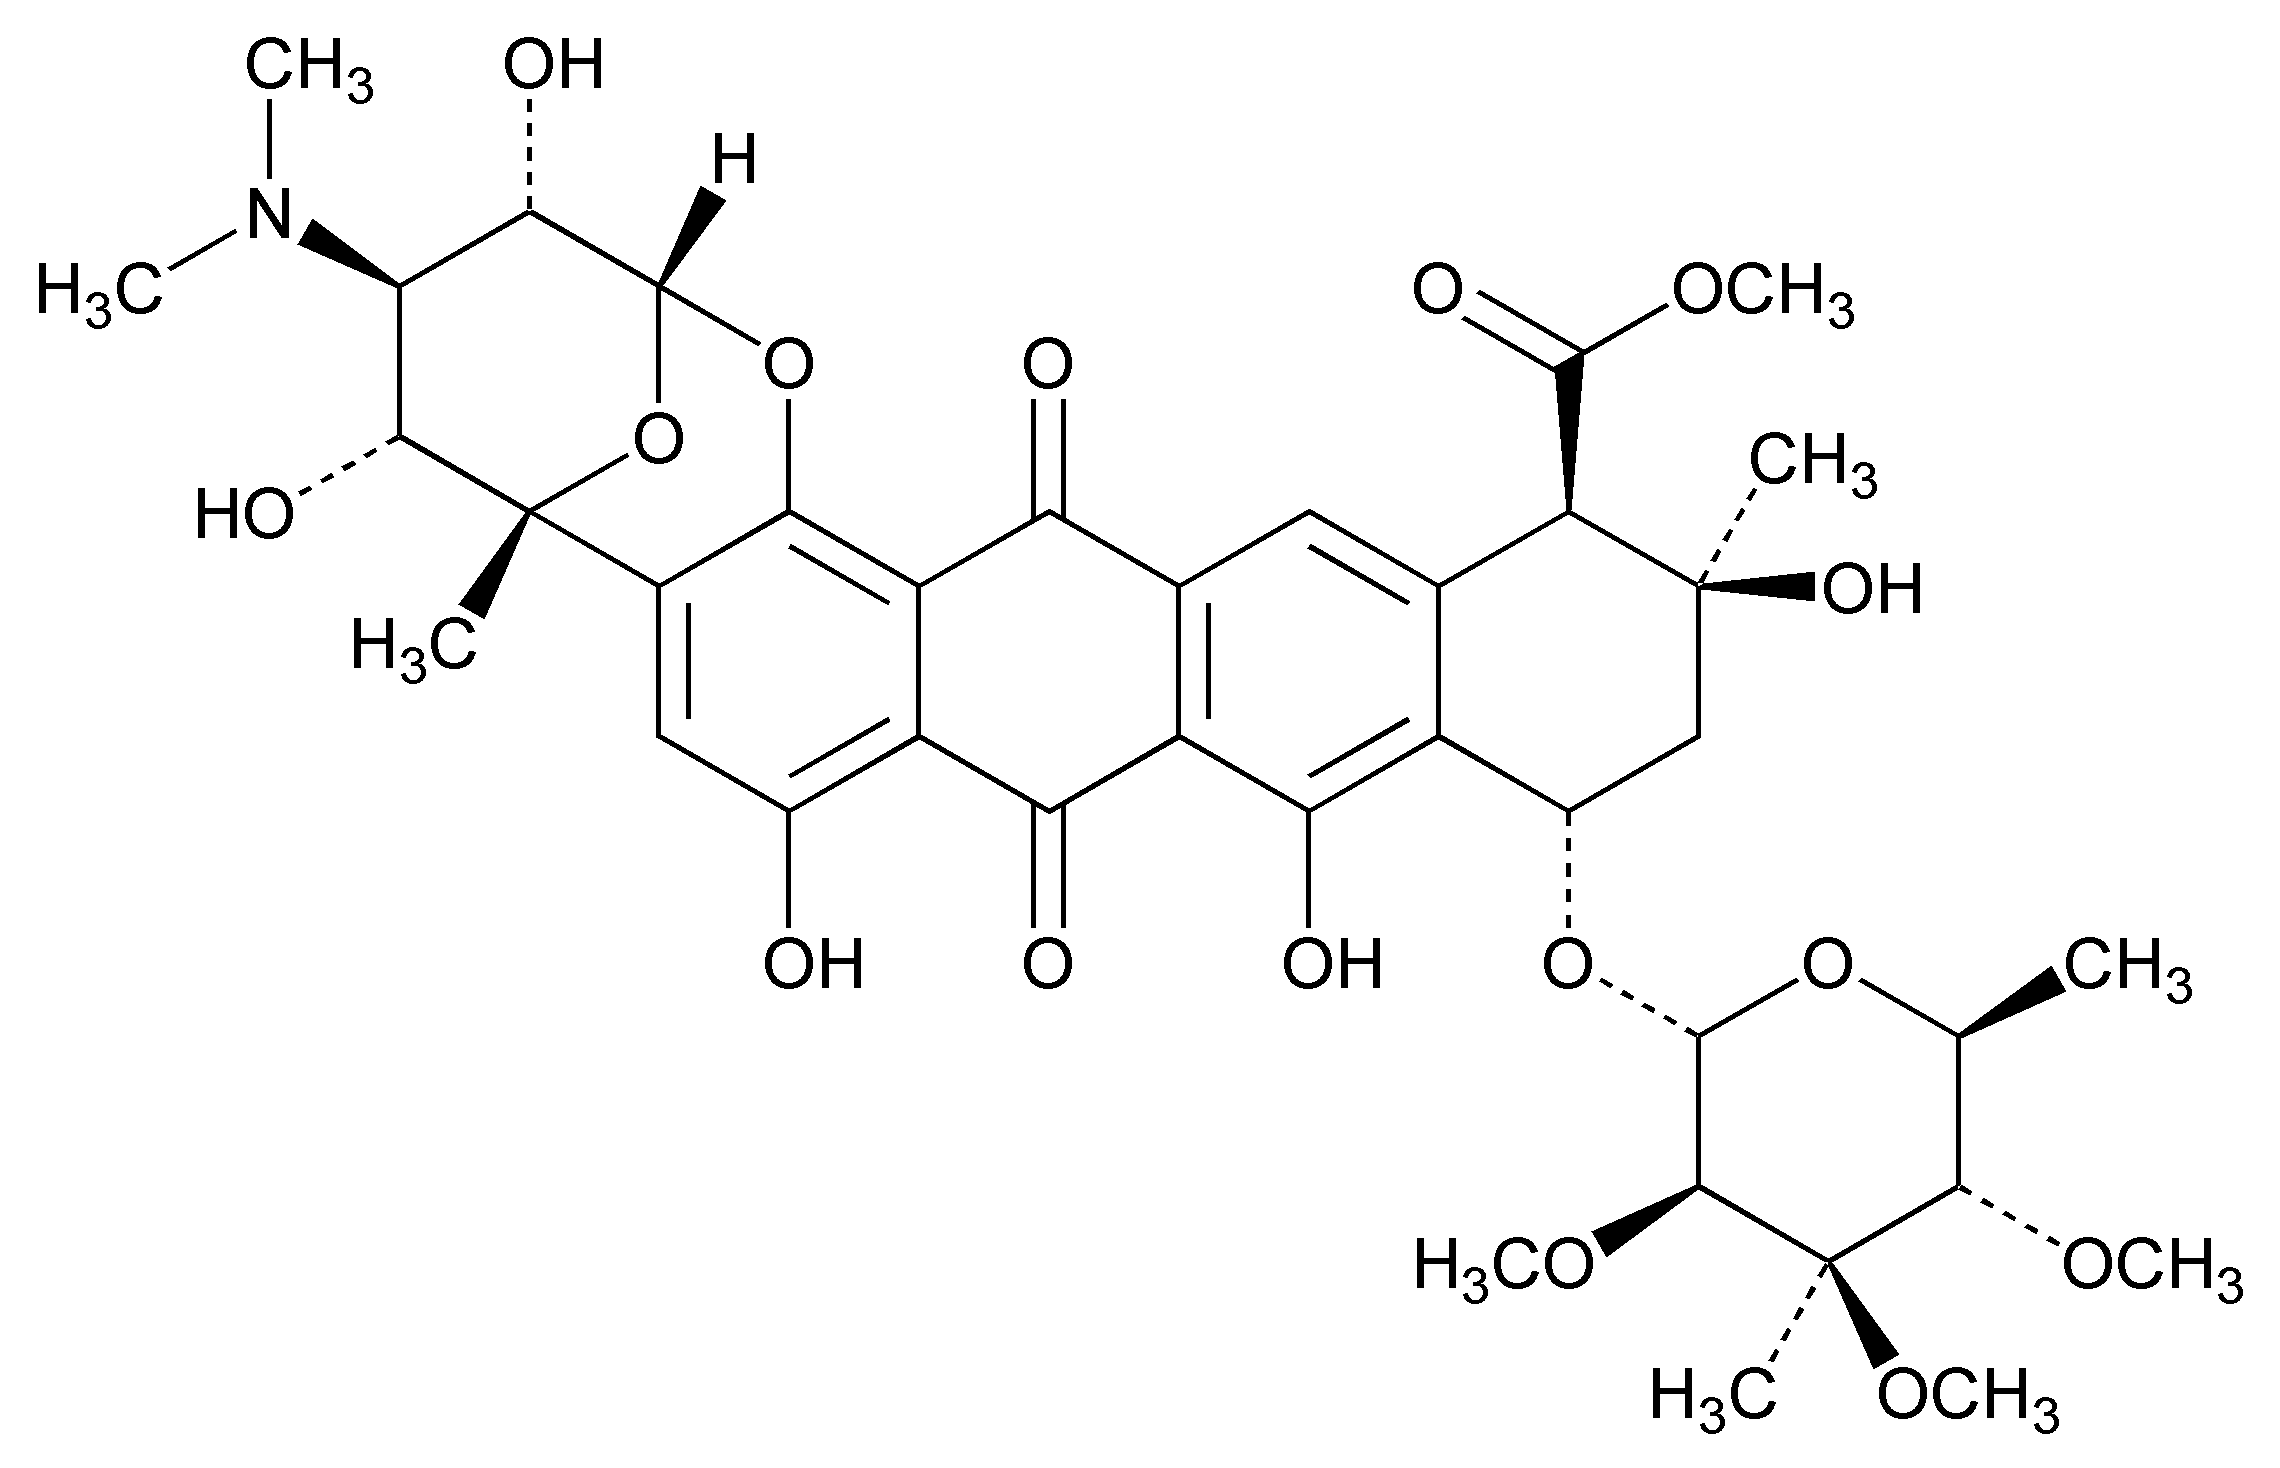 CH3 OH
H
N
H3C
O OCH3
O O
CH3
O
HO
OH
H3C
OH O OH O O CH3
H3CO OCH3
H3C OCH3